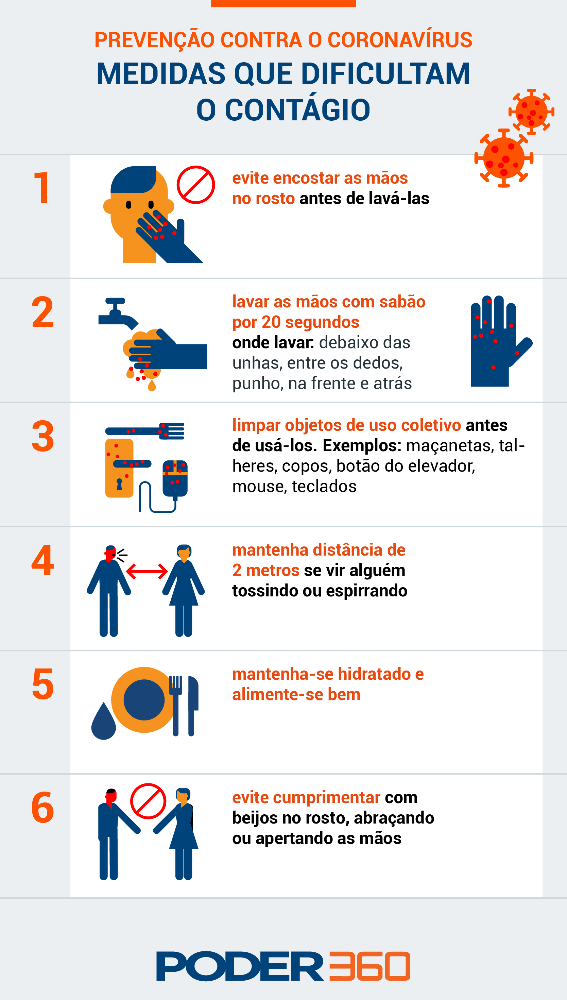 PREVENÇÃO CONTRA O CORONAVÍRUS
MEDIDAS QUE DIFICULTAM
O CONTÁGIO
1
evite encostar as mãos
no rosto antes de lavá-las
2
lavar as mãos com sabão
por 20 segundos
onde lavar: debaixo das
unhas, entre os dedos,
punho, na frente e atrás
3
limpar objetos de uso coletivo antes
de usá-los. Exemplos: maçanetas, tal-
heres, copos, botão do elevador,
mouse, teclados
4
mantenha distância de
2 metros se vir alguém
tossindo ou espirrando
5
mantenha-se hidratado e
alimente-se bem
6
evite cumprimentar com
beijos no rosto, abraçando
ou apertando as mãos
PODER360